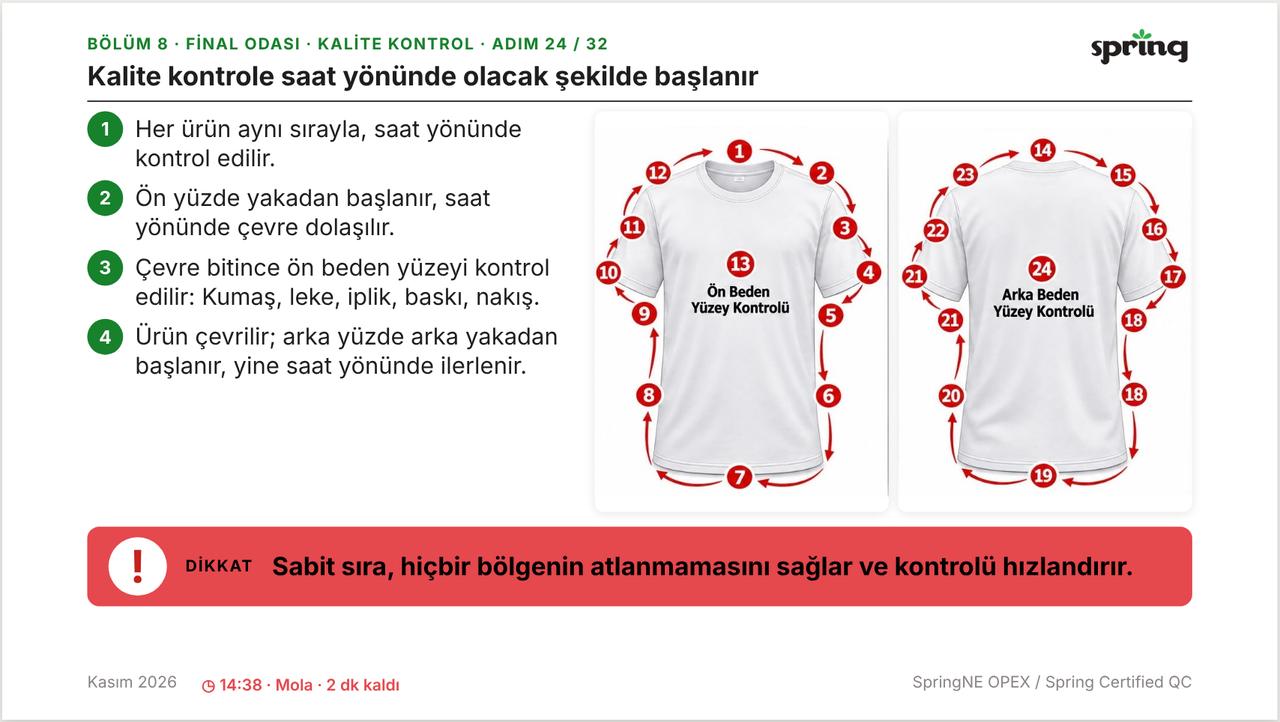 BÖLÜM 8 · FİNAL ODASI · KALİTE KONTROL · ADIM 24 / 32
spring
Kalite kontrole saat yönünde olacak şekilde başlanır
1 Her ürün aynı sırayla, saat yönünde
kontrol edilir.
2 Ön yüzde yakadan başlanır, saat
yönünde çevre dolaşılır.
3 Çevre bitince ön beden yüzeyi kontrol
edilir: Kumaş, leke, iplik, baskı, nakış.
4 Ürün çevrilir; arka yüzde arka yakadan
başlanır, yine saat yönünde ilerlenir.
1
2
3
4
5
6
7
8
9
10
11
12
13
Ön Beden
Yüzey Kontrolü
14
15
16
17
18
18
19
20
21
21
22
23
24
Arka Beden
Yüzey Kontrolü
! DİKKAT Sabit sıra, hiçbir bölgenin atlanmamasını sağlar ve kontrolü hızlandırır.
Kasım 2026 ◷ 14:38 · Mola · 2 dk kaldı SpringNE OPEX / Spring Certified QC